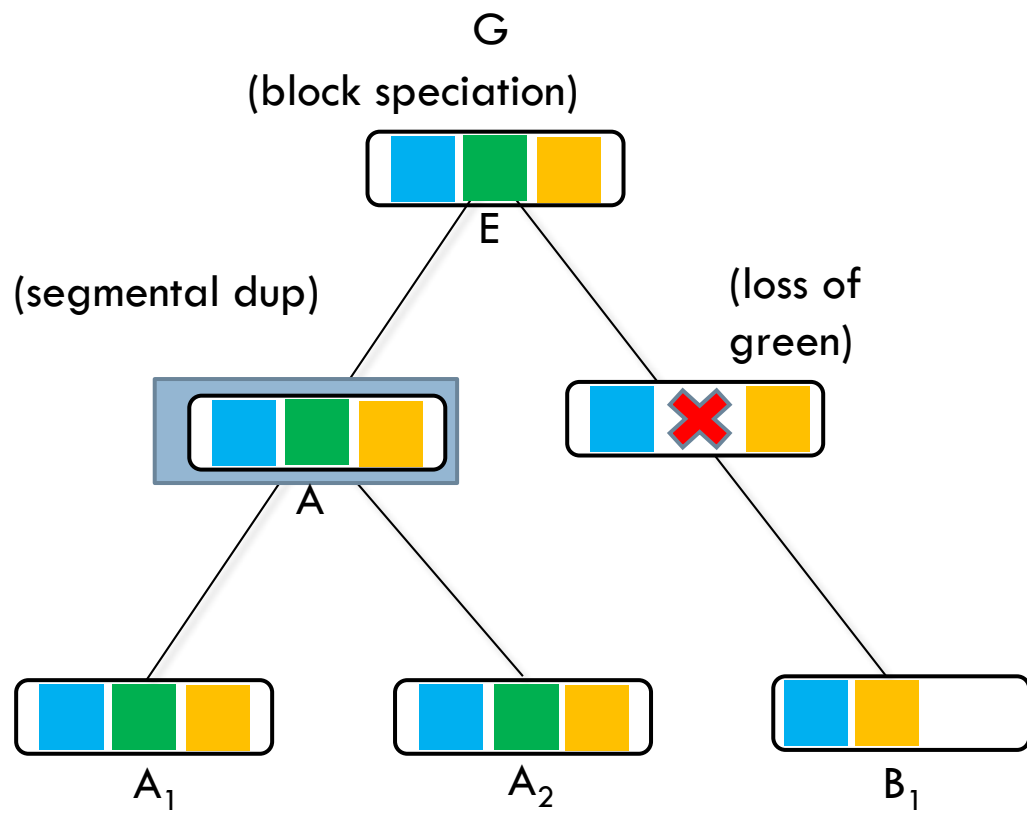 G
(block speciation)
E
(segmental dup)
(loss of
green)
A
A₁
A₂
B₁